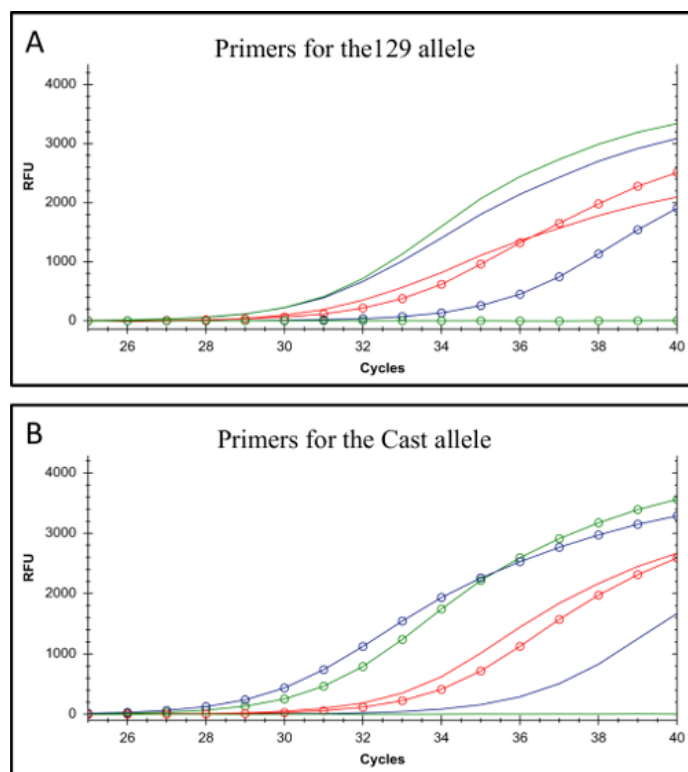 A
Primers for the129 allele
4000
3000
2000
1000
0
RFU
26 28 30 32 34 36 38 40
Cycles
B
Primers for the Cast allele
4000
3000
2000
1000
0
RFU
26 28 30 32 34 36 38 40
Cycles